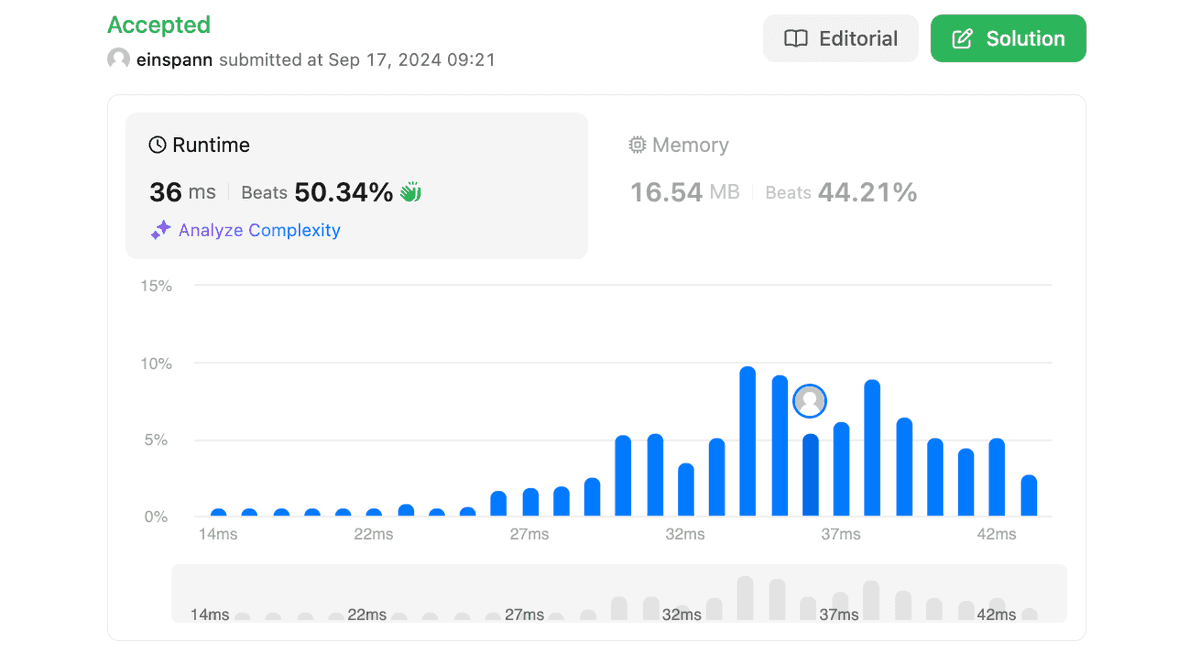 Accepted
einspann submitted at Sep 17, 2024 09:21
Editorial
Solution
Runtime
36 ms Beats 50.34%
Analyze Complexity
Memory
16.54 MB Beats 44.21%
15%
10%
5%
0%
14ms 22ms 27ms 32ms 37ms 42ms
14ms 22ms 27ms 32ms 37ms 42ms